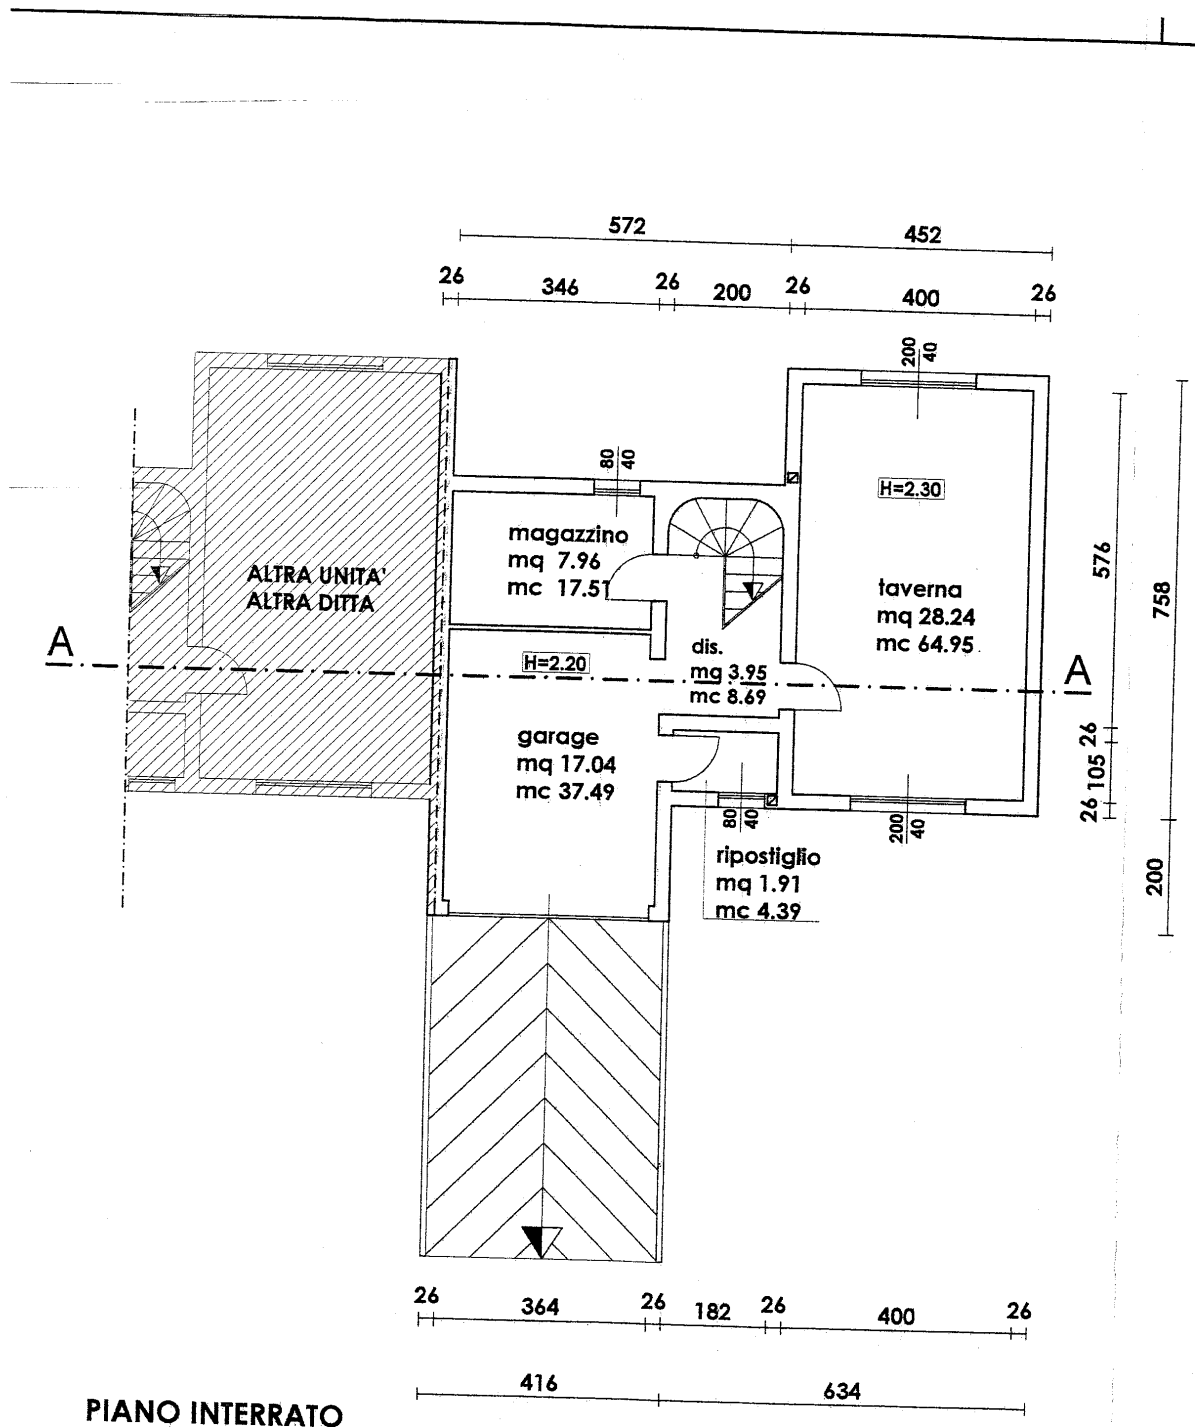 572
452
26
346
26
200
26
400
26
200
40
80
40
H=2.30
magazzino
mq 7.96
mc 17.51
ALTRA UNITA'
ALTRA DITTA
taverna
mq 28.24
mc 64.95
576
758
A
H=2.20
dis.
mq 3.95
mc 8.69
A
garage
mq 17.04
mc 37.49
26
105
26
80
40
200
40
ripostiglio
mq 1.91
mc 4.39
200
26
364
26
182
26
400
26
416
634
PIANO INTERRATO